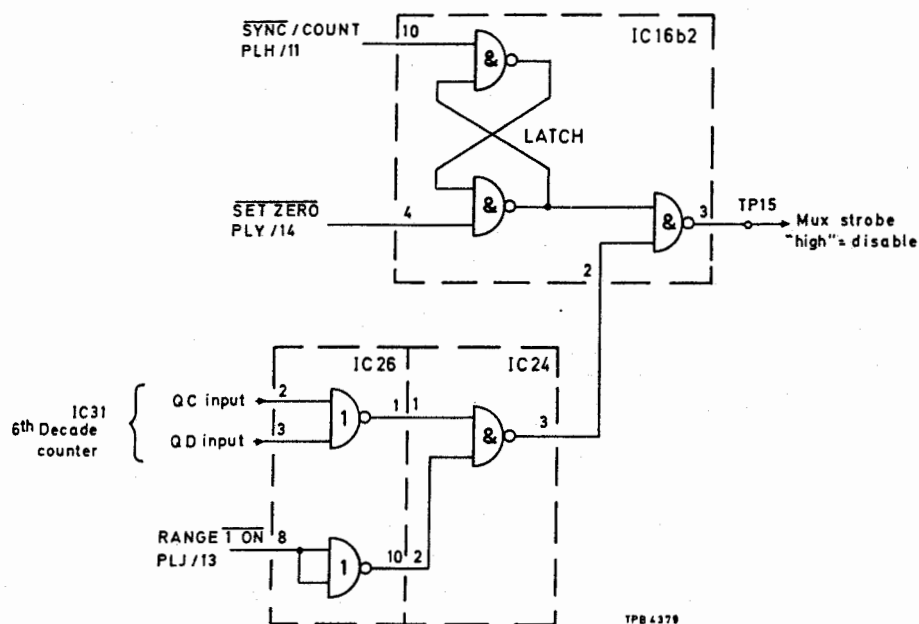 SYNC/COUNT
PLH/11
10
IC16b2
&
LATCH
SET ZERO
PLY/14
4
&
&
3
TP15
Mux strobe
"high"= disable
2
IC26
IC24
IC31
6th Decade
counter
QC input
2
1
1
1
&
3
QD input
3
RANGE 1 ON
PLJ/13
8
1
10
2
TPB 4379